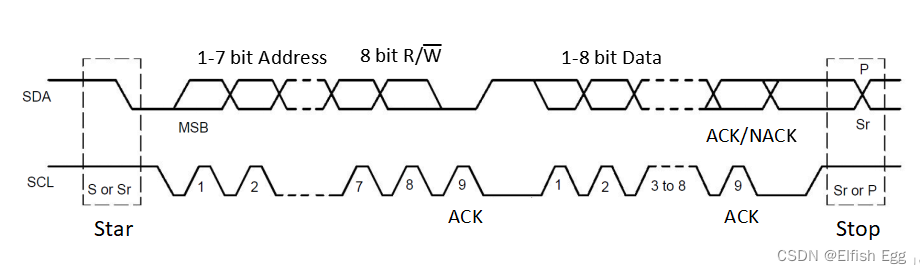 1-7 bit Address
8 bit R/W̅
1-8 bit Data
SDA
P
MSB
Sr
ACK/NACK
SCL
S or Sr
1
2
7
8
9
1
2
3 to 8
9
Sr or P
Star
ACK
ACK
Stop
CSDN @Elfish Egg